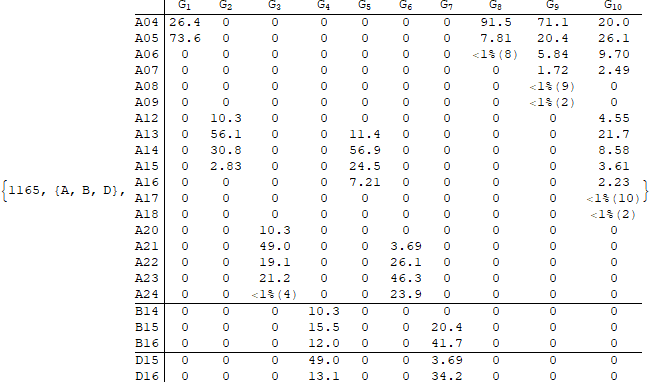 G1 G2 G3 G4 G5 G6 G7 G8 G9 G10
A04 26.4 0 0 0 0 0 0 91.5 71.1 20.0
A05 73.6 0 0 0 0 0 0 7.81 20.4 26.1
A06 0 0 0 0 0 0 0 <1%(8) 5.84 9.70
A07 0 0 0 0 0 0 0 0 1.72 2.49
A08 0 0 0 0 0 0 0 0 <1%(9) 0
A09 0 0 0 0 0 0 0 0 <1%(2) 0
A12 0 10.3 0 0 0 0 0 0 0 4.55
A13 0 56.1 0 0 11.4 0 0 0 0 21.7
A14 0 30.8 0 0 56.9 0 0 0 0 8.58
A15 0 2.83 0 0 24.5 0 0 0 0 3.61
{1165, {A, B, D}, A16 0 0 0 0 7.21 0 0 0 0 2.23 }
A17 0 0 0 0 0 0 0 0 0 <1%(10)
A18 0 0 0 0 0 0 0 0 0 <1%(2)
A20 0 0 10.3 0 0 0 0 0 0 0
A21 0 0 49.0 0 0 3.69 0 0 0 0
A22 0 0 19.1 0 0 26.1 0 0 0 0
A23 0 0 21.2 0 0 46.3 0 0 0 0
A24 0 0 <1%(4) 0 0 23.9 0 0 0 0
B14 0 0 0 10.3 0 0 0 0 0 0
B15 0 0 0 15.5 0 0 20.4 0 0 0
B16 0 0 0 12.0 0 0 41.7 0 0 0
D15 0 0 0 49.0 0 0 3.69 0 0 0
D16 0 0 0 13.1 0 0 34.2 0 0 0